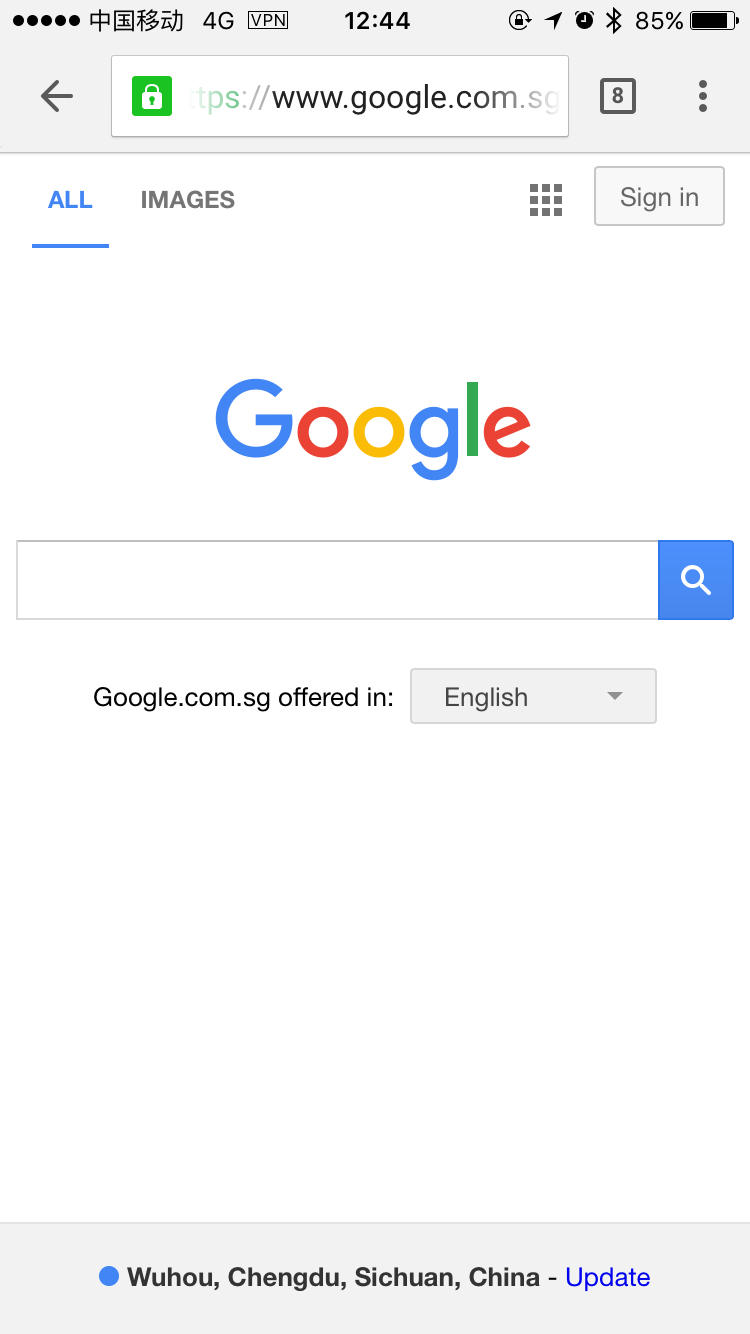 中国移动 4G VPN 12:44 85%
tps://www.google.com.sg 8
ALL IMAGES Sign in
Google
Google.com.sg offered in: English
Wuhou, Chengdu, Sichuan, China - Update